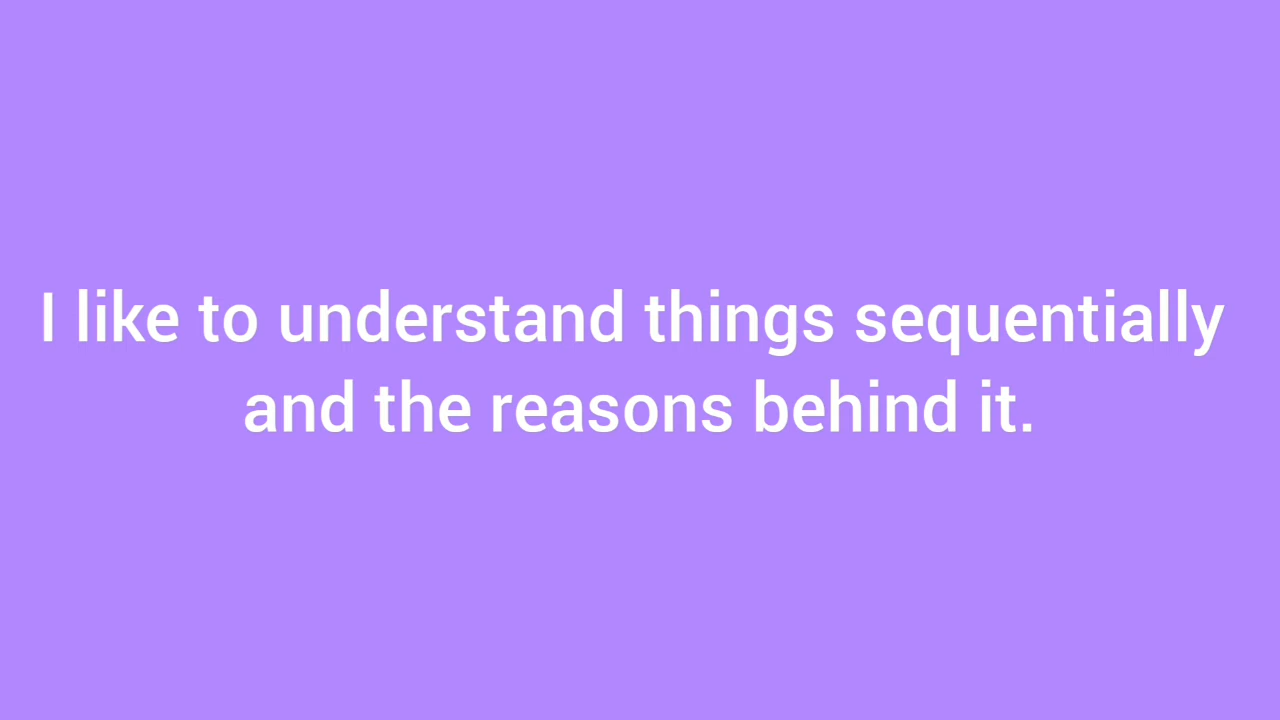 I like to understand things sequentially
and the reasons behind it.